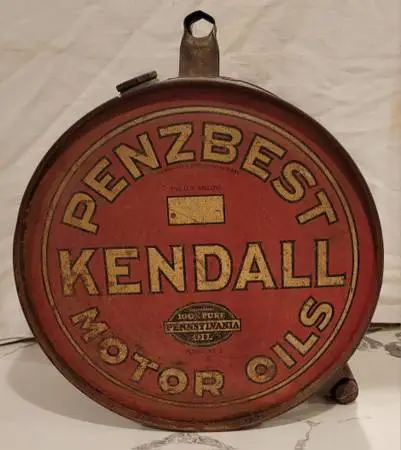 PENZBEST
KENDALL
100% PURE
PENNSYLVANIA
OIL
MOTOR OILS